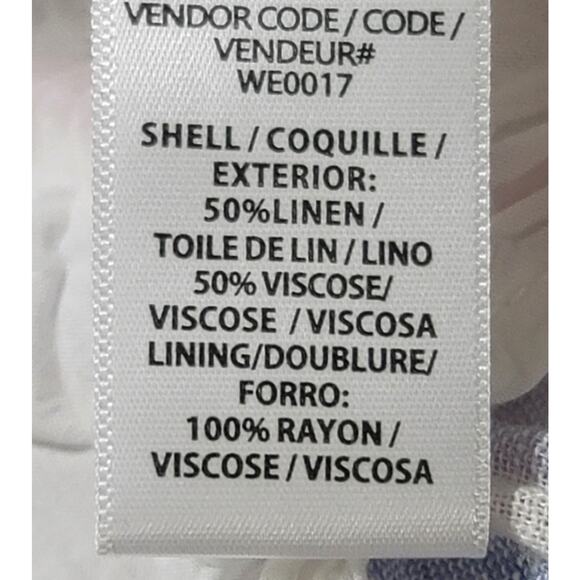 VENDOR CODE / CODE /
VENDEUR#
WE0017
SHELL / COQUILLE /
EXTERIOR:
50%LINEN /
TOILE DE LIN / LINO
50% VISCOSE/
VISCOSE / VISCOSA
LINING/DOUBLURE/
FORRO:
100% RAYON /
VISCOSE / VISCOSA